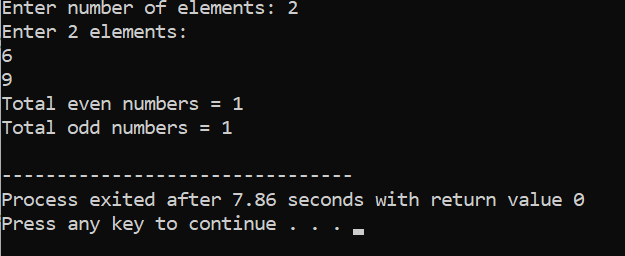 Enter number of elements: 2
Enter 2 elements:
6
9
Total even numbers = 1
Total odd numbers = 1
--------------------------------
Process exited after 7.86 seconds with return value 0
Press any key to continue . . .